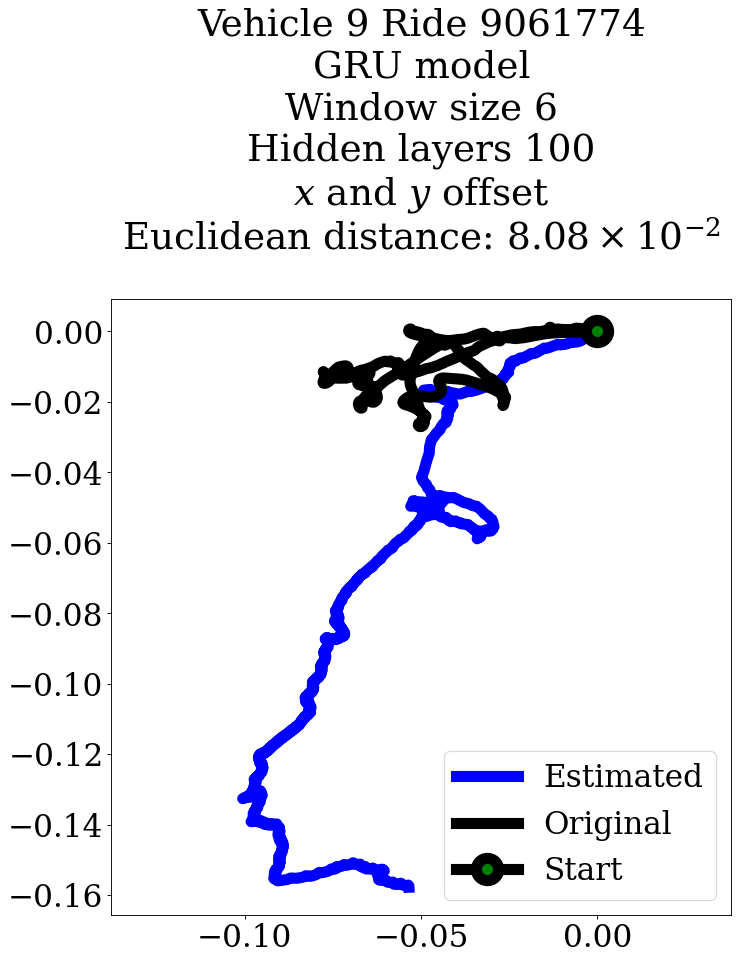 Vehicle 9 Ride 9061774
GRU model
Window size 6
Hidden layers 100
x and y offset
Euclidean distance: 8.08 × 10⁻²
0.00
−0.02
−0.04
−0.06
−0.08
−0.10
−0.12
−0.14
−0.16
Estimated
Original
Start
−0.10 −0.05 0.00